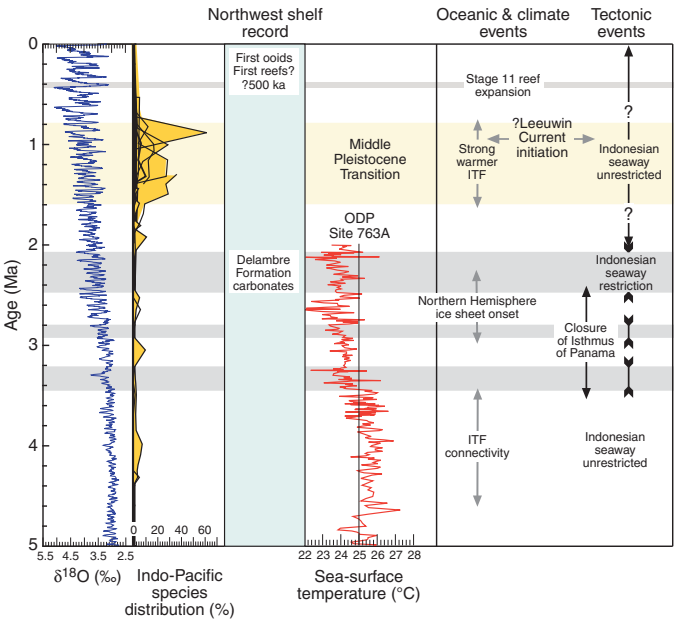 Northwest shelf
record
Oceanic & climate
events
Tectonic
events
0
1
2
3
4
5
Age (Ma)
First ooids
First reefs?
?500 ka
Stage 11 reef
expansion
?
?Leeuwin
Current
initiation
Strong
warmer
ITF
Middle
Pleistocene
Transition
Indonesian
seaway
unrestricted
?
ODP
Site 763A
Delambre
Formation
carbonates
Indonesian
seaway
restriction
Northern Hemisphere
ice sheet onset
Closure
of Isthmus
of Panama
ITF
connectivity
Indonesian
seaway
unrestricted
0 20 40 60
5.5 4.5 3.5 2.5
22 23 24 25 26 27 28
δ18O (‰)
Indo-Pacific
species
distribution (%)
Sea-surface
temperature (°C)